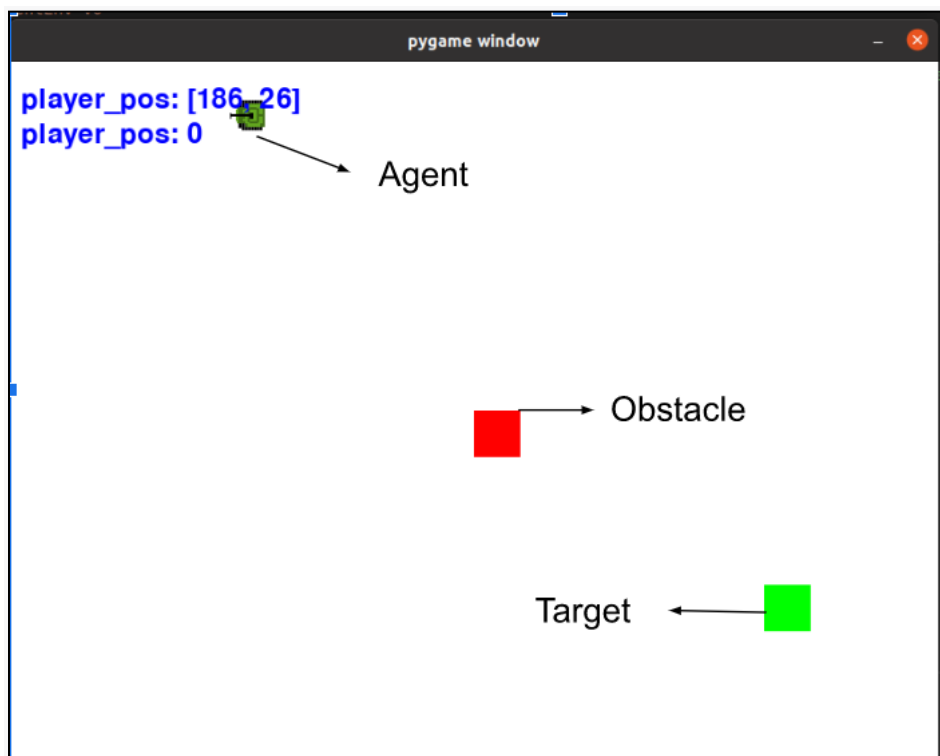 pygame window
player_pos: [186, 26]
player_pos: 0
Agent
Obstacle
Target